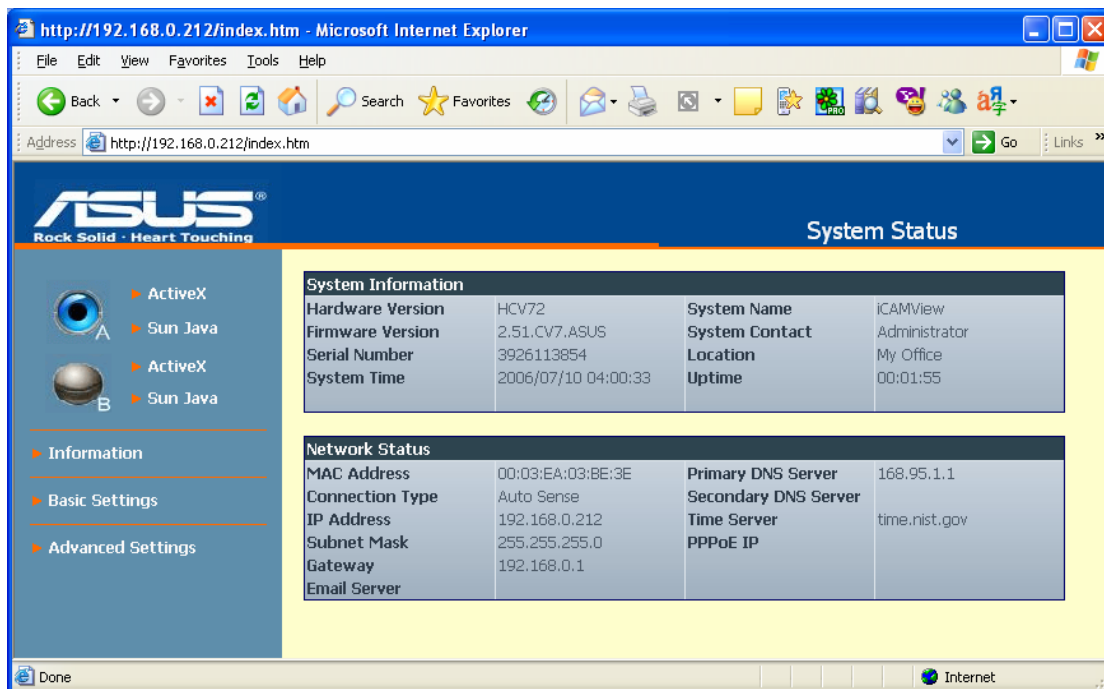 http://192.168.0.212/index.htm - Microsoft Internet Explorer
File Edit View Favorites Tools Help
Back Search Favorites
Address http://192.168.0.212/index.htm Go Links »
ASUS®
Rock Solid · Heart Touching
System Status
A
ActiveX
Sun Java
B
ActiveX
Sun Java
Information
Basic Settings
Advanced Settings
System Information
Hardware Version HCV72 System Name iCAMView
Firmware Version 2.51.CV7.ASUS System Contact Administrator
Serial Number 3926113854 Location My Office
System Time 2006/07/10 04:00:33 Uptime 00:01:55
Network Status
MAC Address 00:03:EA:03:BE:3E Primary DNS Server 168.95.1.1
Connection Type Auto Sense Secondary DNS Server
IP Address 192.168.0.212 Time Server time.nist.gov
Subnet Mask 255.255.255.0 PPPoE IP
Gateway 192.168.0.1
Email Server
Done Internet